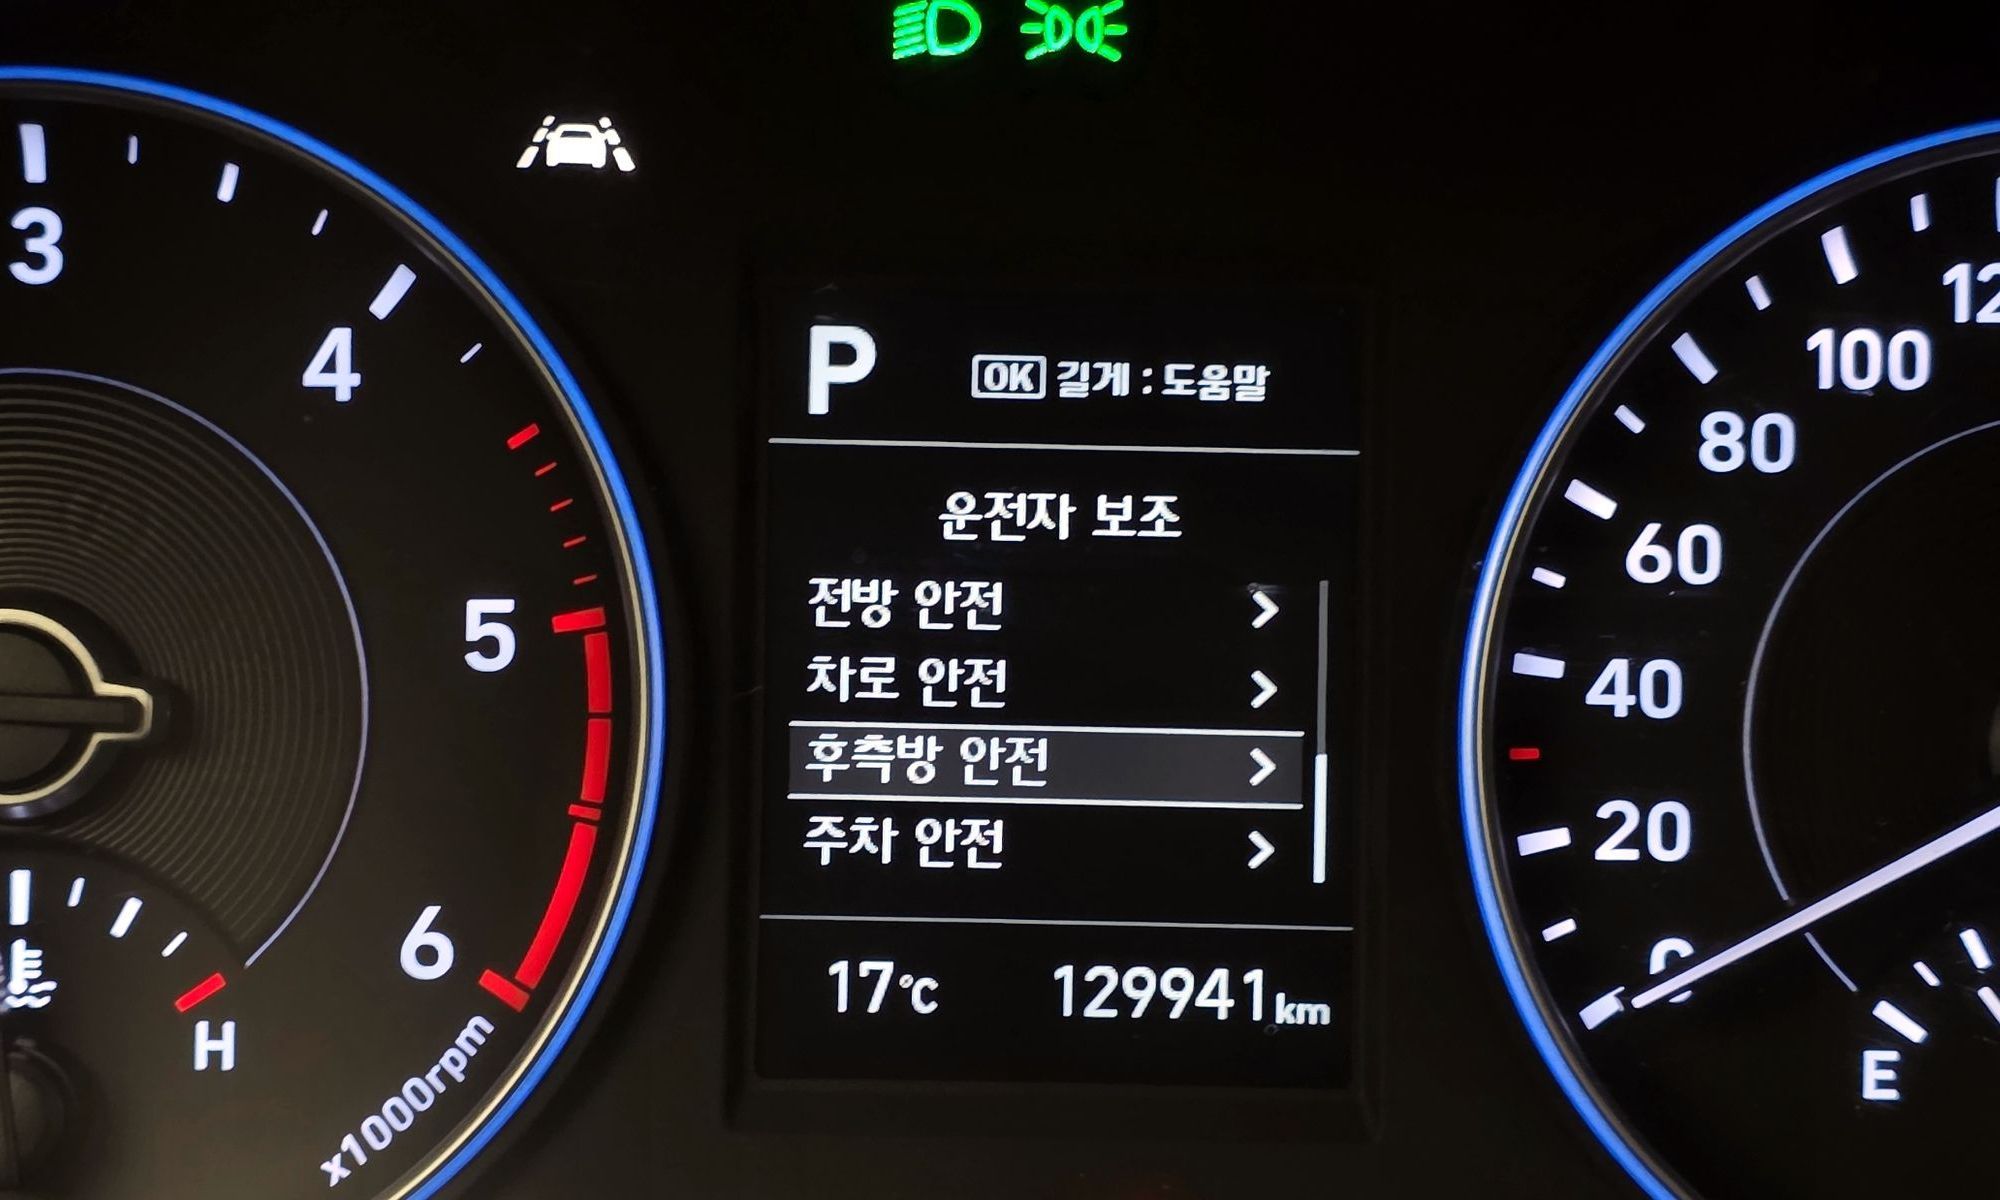 P
OK 길게 : 도움말
운전자 보조
전방 안전
차로 안전
후측방 안전
주차 안전
17℃ 129941km
3
4
5
6
x1000rpm
H
100
80
60
40
20
0
E